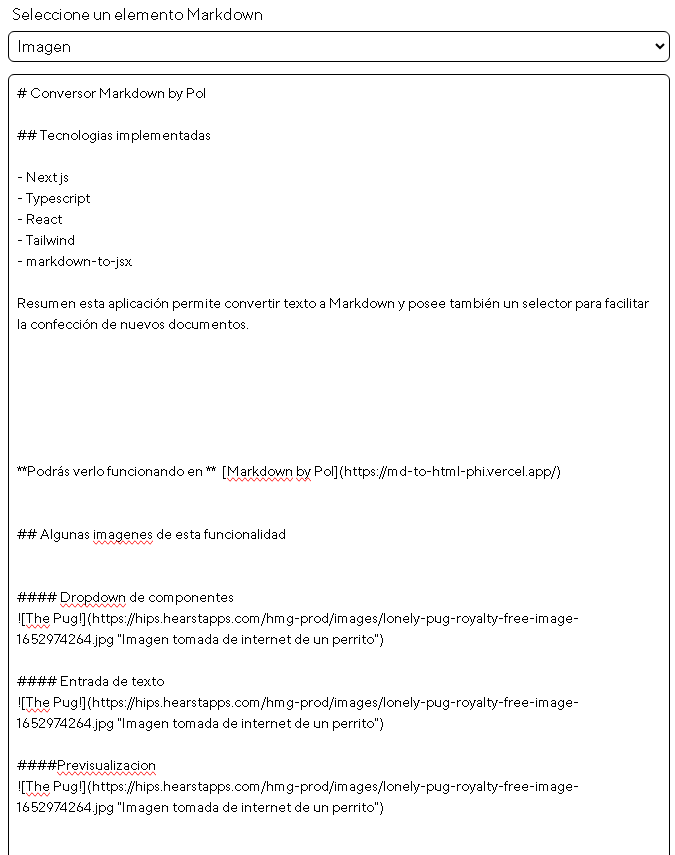 Seleccione un elemento Markdown
Imagen
# Conversor Markdown by Pol
## Tecnologias implementadas
- Next js
- Typescript
- React
- Tailwind
- markdown-to-jsx
Resumen esta aplicación permite convertir texto a Markdown y posee también un selector para facilitar
la confección de nuevos documentos.
**Podrás verlo funcionando en ** [Markdown by Pol](https://md-to-html-phi.vercel.app/)
## Algunas imagenes de esta funcionalidad
#### Dropdown de componentes
![The Pug!](https://hips.hearstapps.com/hmg-prod/images/lonely-pug-royalty-free-image-
1652974264.jpg "Imagen tomada de internet de un perrito")
#### Entrada de texto
![The Pug!](https://hips.hearstapps.com/hmg-prod/images/lonely-pug-royalty-free-image-
1652974264.jpg "Imagen tomada de internet de un perrito")
####Previsualizacion
![The Pug!](https://hips.hearstapps.com/hmg-prod/images/lonely-pug-royalty-free-image-
1652974264.jpg "Imagen tomada de internet de un perrito")